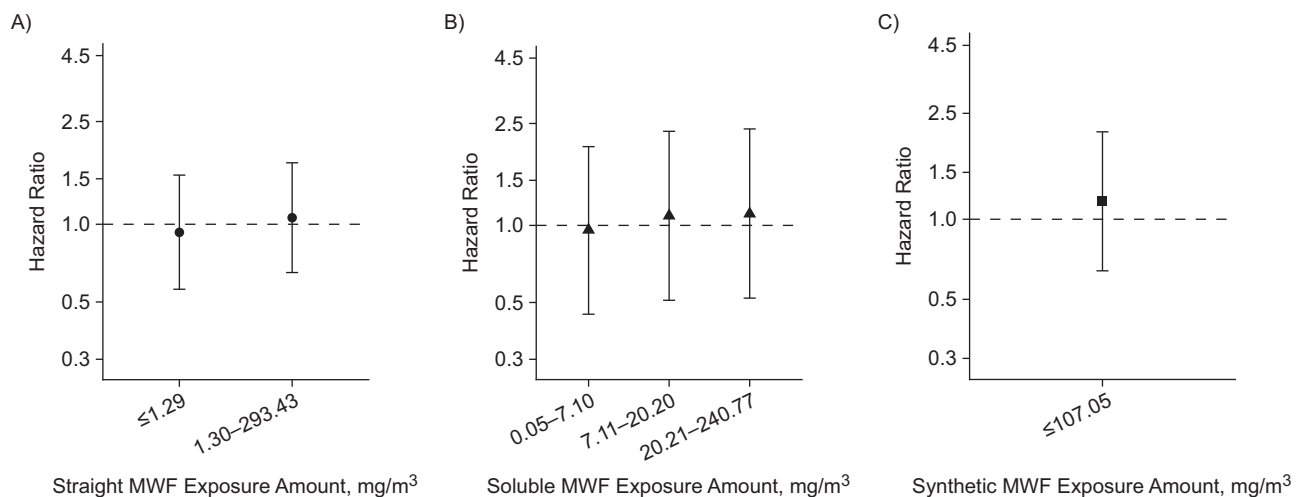 A)
Hazard Ratio
4.5
2.5
1.5
1.0
0.5
0.3
≤1.29
1.30–293.43
Straight MWF Exposure Amount, mg/m³
B)
Hazard Ratio
4.5
2.5
1.5
1.0
0.5
0.3
0.05–7.10
7.11–20.20
20.21–240.77
Soluble MWF Exposure Amount, mg/m³
C)
Hazard Ratio
4.5
2.5
1.5
1.0
0.5
0.3
≤107.05
Synthetic MWF Exposure Amount, mg/m³